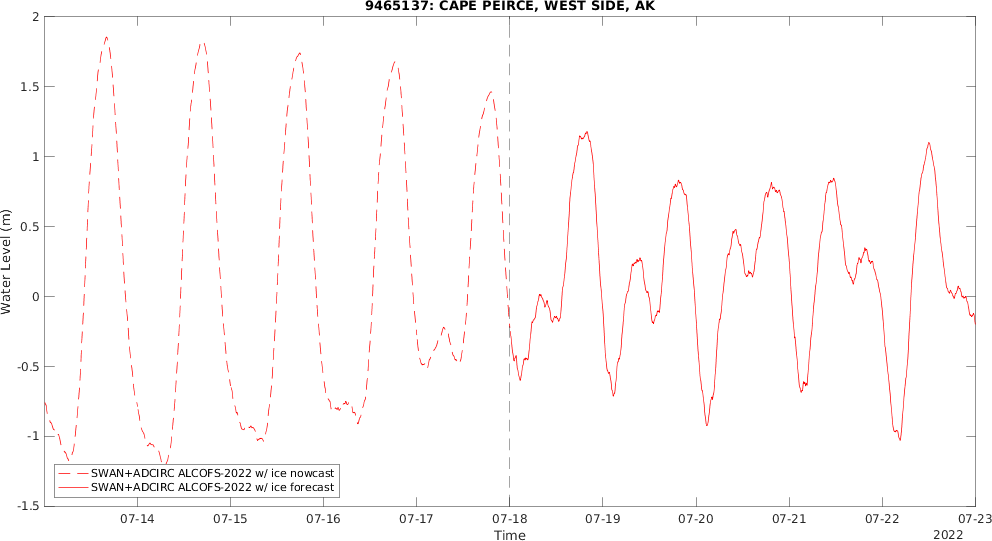 9465137: CAPE PEIRCE, WEST SIDE, AK
Water Level (m)
2
1.5
1
0.5
0
-0.5
-1
-1.5
SWAN+ADCIRC ALCOFS-2022 w/ ice nowcast
SWAN+ADCIRC ALCOFS-2022 w/ ice forecast
07-14 07-15 07-16 07-17 07-18 07-19 07-20 07-21 07-22 07-23
Time
2022